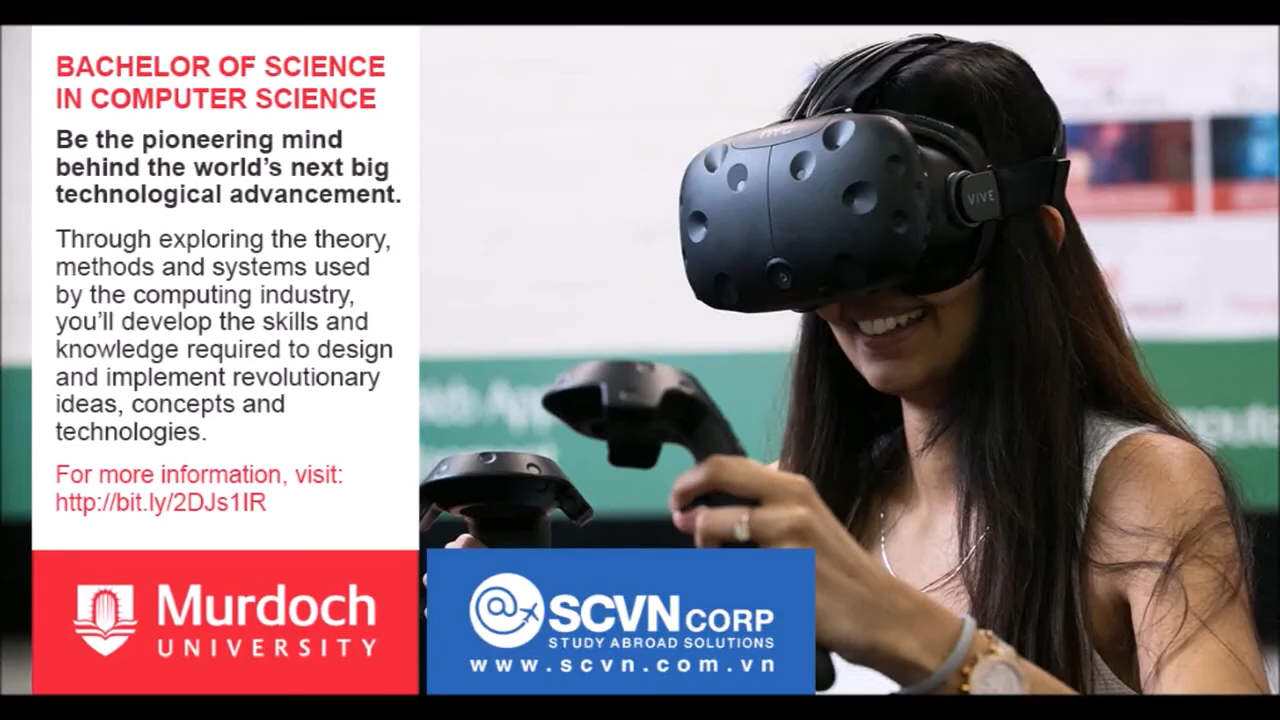 BACHELOR OF SCIENCE
IN COMPUTER SCIENCE
Be the pioneering mind
behind the world's next big
technological advancement.
Through exploring the theory,
methods and systems used
by the computing industry,
you'll develop the skills and
knowledge required to design
and implement revolutionary
ideas, concepts and
technologies.
For more information, visit:
http://bit.ly/2DJs1IR
Murdoch
UNIVERSITY
@ SCVN CORP
STUDY ABROAD SOLUTIONS
www.scvn.com.vn
hTC
VIVE